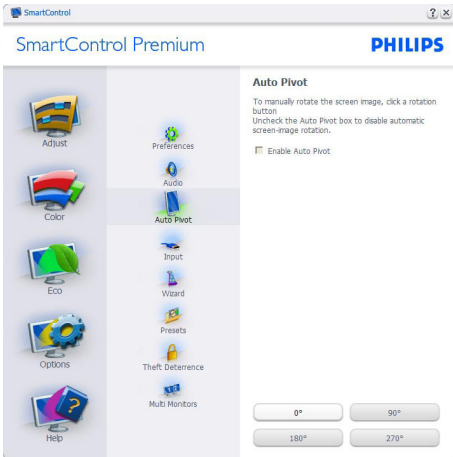 SmartControl
SmartControl Premium
PHILIPS
Adjust
Color
Eco
Options
Help
Preferences
Audio
Auto Pivot
Input
Wizard
Presets
Theft Deterrence
Multi Monitors
Auto Pivot
To manually rotate the screen image, click a rotation
button
Uncheck the Auto Pivot box to disable automatic
screen-image rotation.
Enable Auto Pivot
0° 90°
180° 270°